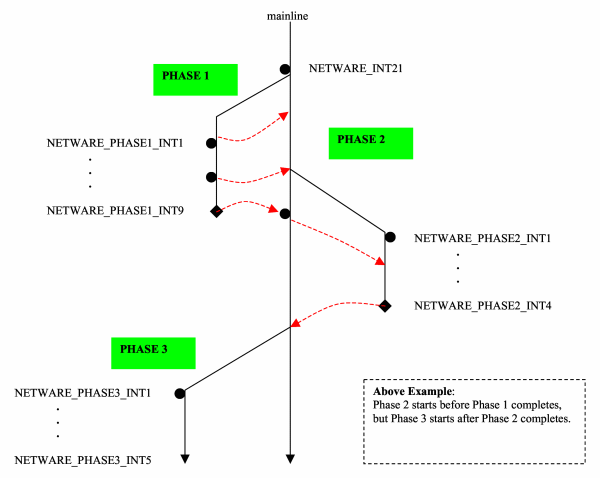 mainline
NETWARE_INT21
PHASE 1
NETWARE_PHASE1_INT1
PHASE 2
NETWARE_PHASE1_INT9
NETWARE_PHASE2_INT1
NETWARE_PHASE2_INT4
PHASE 3
NETWARE_PHASE3_INT1
Above Example:
Phase 2 starts before Phase 1 completes,
but Phase 3 starts after Phase 2 completes.
NETWARE_PHASE3_INT5